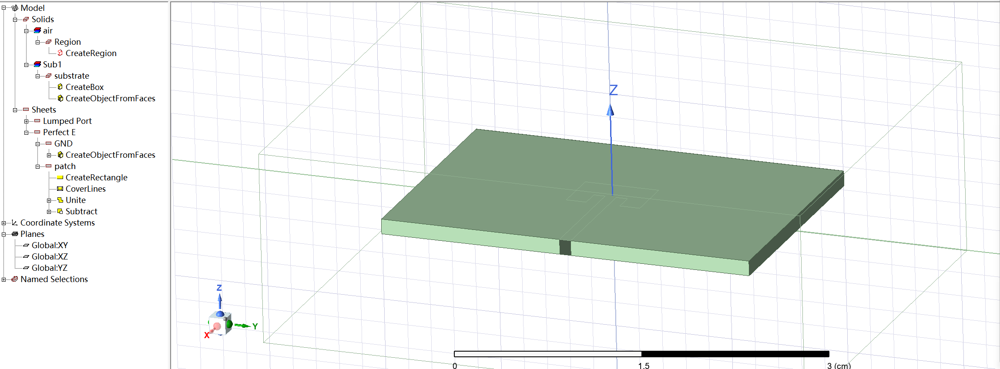 Model
Solids
air
Region
CreateRegion
Sub1
substrate
CreateBox
CreateObjectFromFaces
Sheets
Lumped Port
Perfect E
GND
CreateObjectFromFaces
patch
CreateRectangle
CoverLines
Unite
Subtract
Coordinate Systems
Planes
Global:XY
Global:XZ
Global:YZ
Named Selections
Z
Z
Y
X
0 1.5 3 (cm)